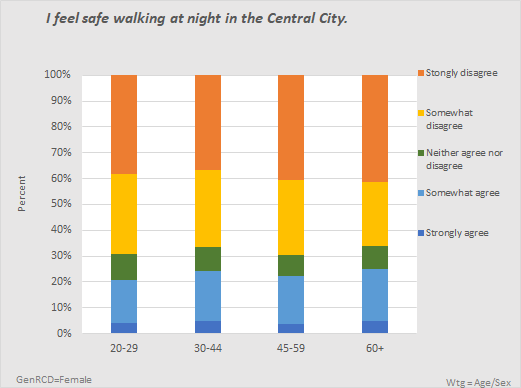 I feel safe walking at night in the Central City.
100%
90%
80%
70%
60%
50%
40%
30%
20%
10%
0%
Percent
20-29
30-44
45-59
60+
Stongly disagree
Somewhat
disagree
Neither agree nor
disagree
Somewhat agree
Strongly agree
GenRCD=Female
Wtg = Age/Sex